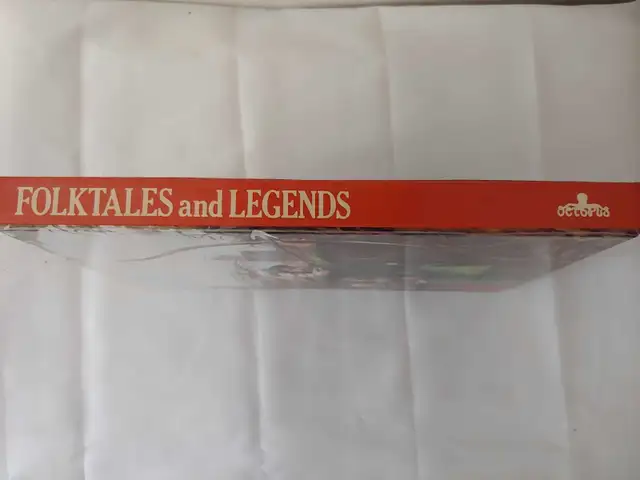 FOLKTALES and LEGENDS
OCTOPUS